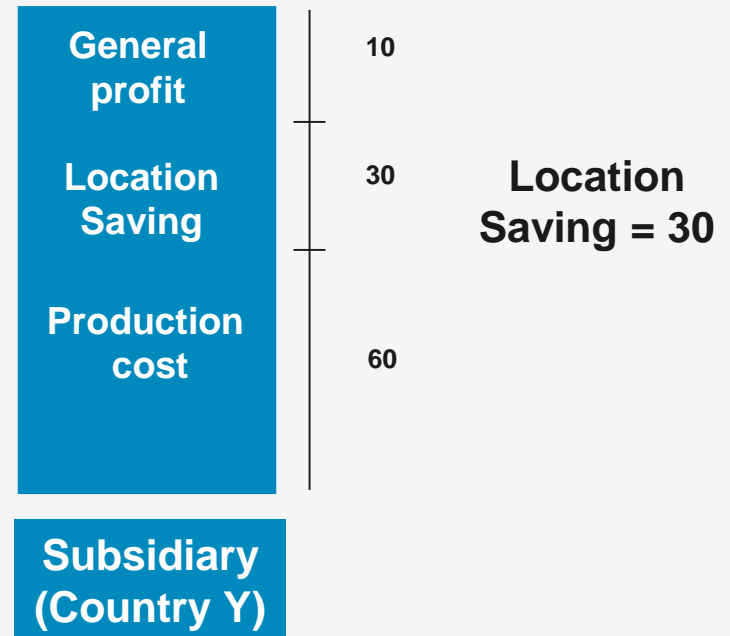 General
profit
10
Location
Saving
30
Location
Saving = 30
Production
cost
60
Subsidiary
(Country Y)